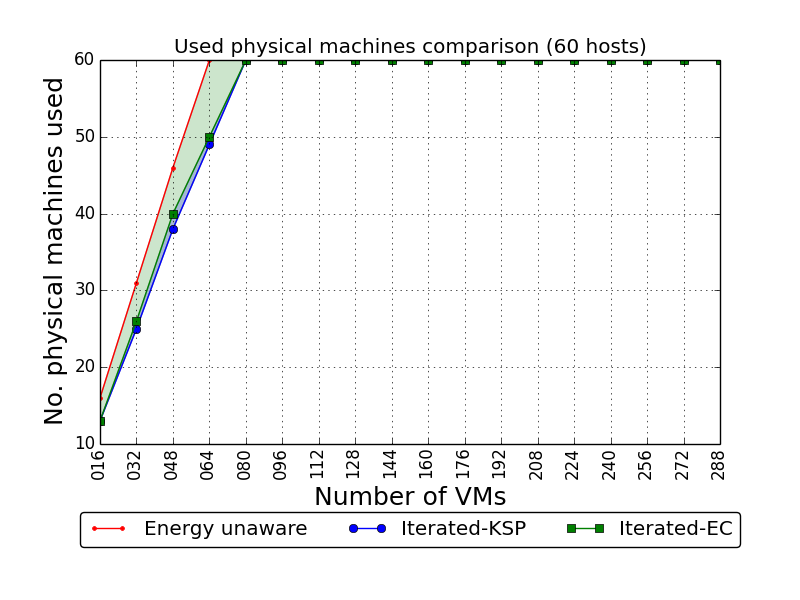 Used physical machines comparison (60 hosts)
No. physical machines used
60
50
40
30
20
10
016 032 048 064 080 096 112 128 144 160 176 192 208 224 240 256 272 288
Number of VMs
Energy unaware Iterated-KSP Iterated-EC